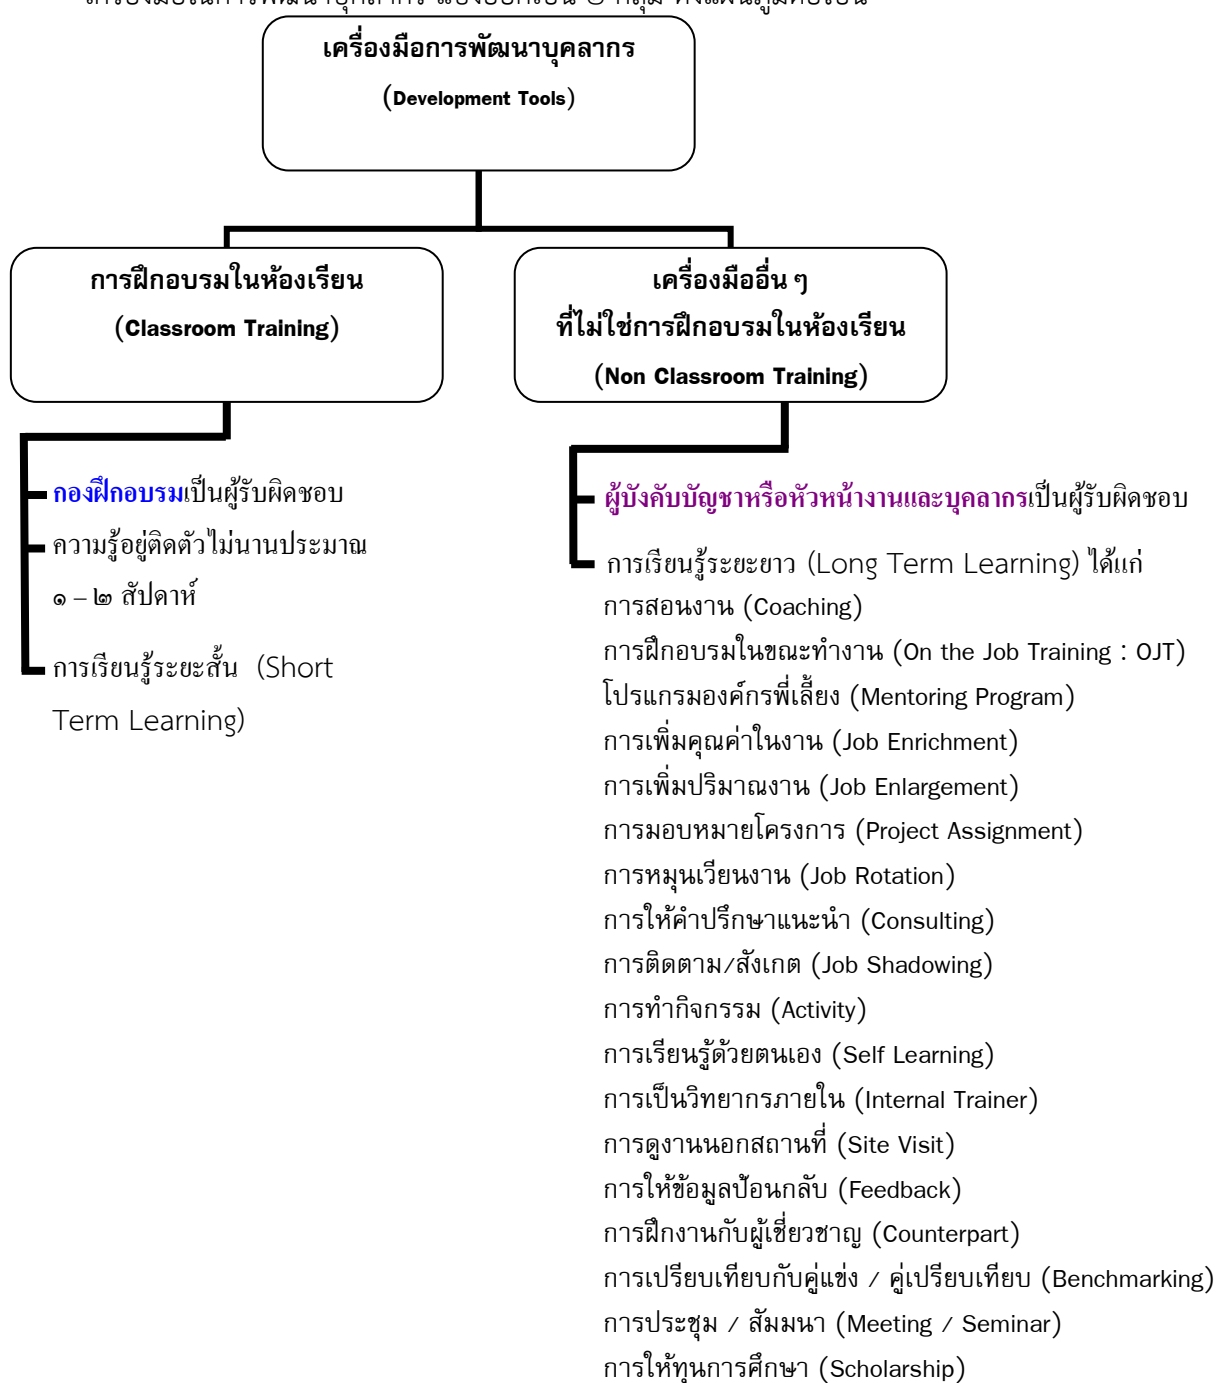 เครื่องมือการพัฒนาบุคลากร
(Development Tools)
การฝึกอบรมในห้องเรียน
(Classroom Training)
เครื่องมืออื่น ๆ
ที่ไม่ใช่การฝึกอบรมในห้องเรียน
(Non Classroom Training)
กองฝึกอบรมเป็นผู้รับผิดชอบ
ความรู้อยู่ติดตัวไม่นานประมาณ
๑ – ๒ สัปดาห์
การเรียนรู้ระยะสั้น (Short
Term Learning)
ผู้บังคับบัญชาหรือหัวหน้างานและบุคลากรเป็นผู้รับผิดชอบ
การเรียนรู้ระยะยาว (Long Term Learning) ได้แก่
การสอนงาน (Coaching)
การฝึกอบรมในขณะทำงาน (On the Job Training : OJT)
โปรแกรมองค์กรพี่เลี้ยง (Mentoring Program)
การเพิ่มคุณค่าในงาน (Job Enrichment)
การเพิ่มปริมาณงาน (Job Enlargement)
การมอบหมายโครงการ (Project Assignment)
การหมุนเวียนงาน (Job Rotation)
การให้คำปรึกษาแนะนำ (Consulting)
การติดตาม/สังเกต (Job Shadowing)
การทำกิจกรรม (Activity)
การเรียนรู้ด้วยตนเอง (Self Learning)
การเป็นวิทยากรภายใน (Internal Trainer)
การดูงานนอกสถานที่ (Site Visit)
การให้ข้อมูลป้อนกลับ (Feedback)
การฝึกงานกับผู้เชี่ยวชาญ (Counterpart)
การเปรียบเทียบกับคู่แข่ง / คู่เปรียบเทียบ (Benchmarking)
การประชุม / สัมมนา (Meeting / Seminar)
การให้ทุนการศึกษา (Scholarship)